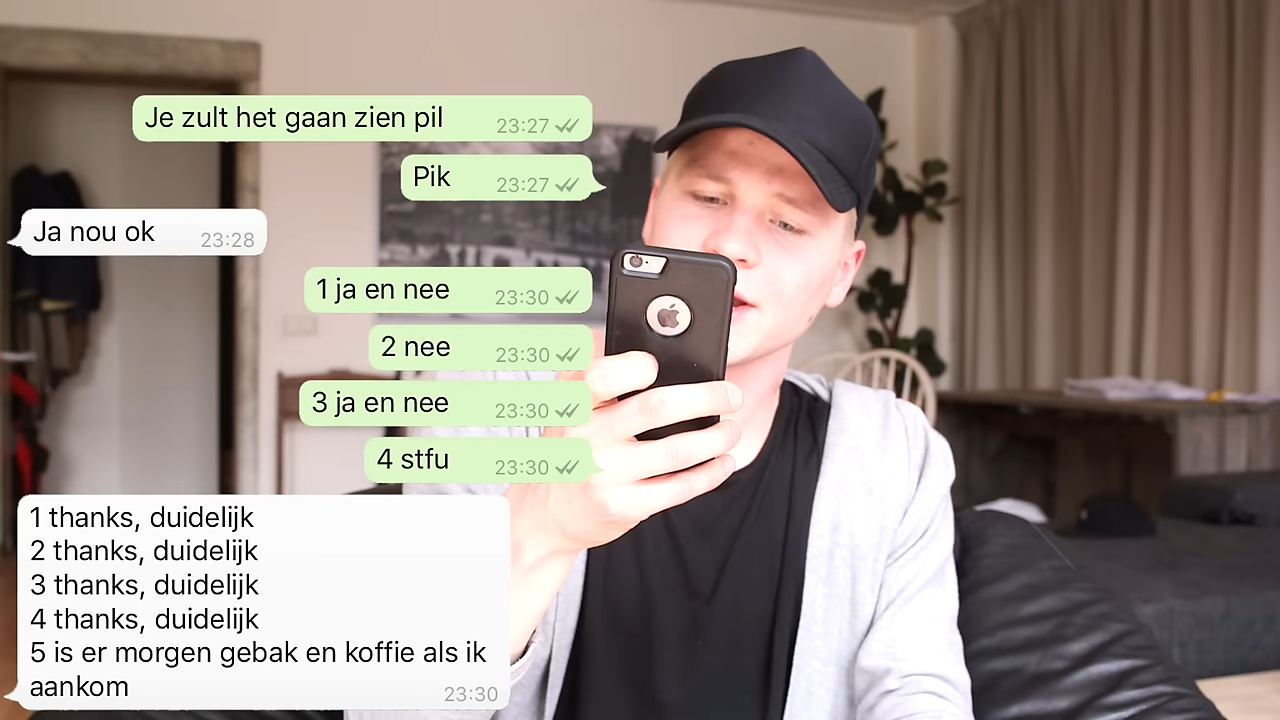 Je zult het gaan zien pil 23:27
Pik 23:27
Ja nou ok 23:28
1 ja en nee 23:30
2 nee 23:30
3 ja en nee 23:30
4 stfu 23:30
1 thanks, duidelijk
2 thanks, duidelijk
3 thanks, duidelijk
4 thanks, duidelijk
5 is er morgen gebak en koffie als ik
aankom 23:30